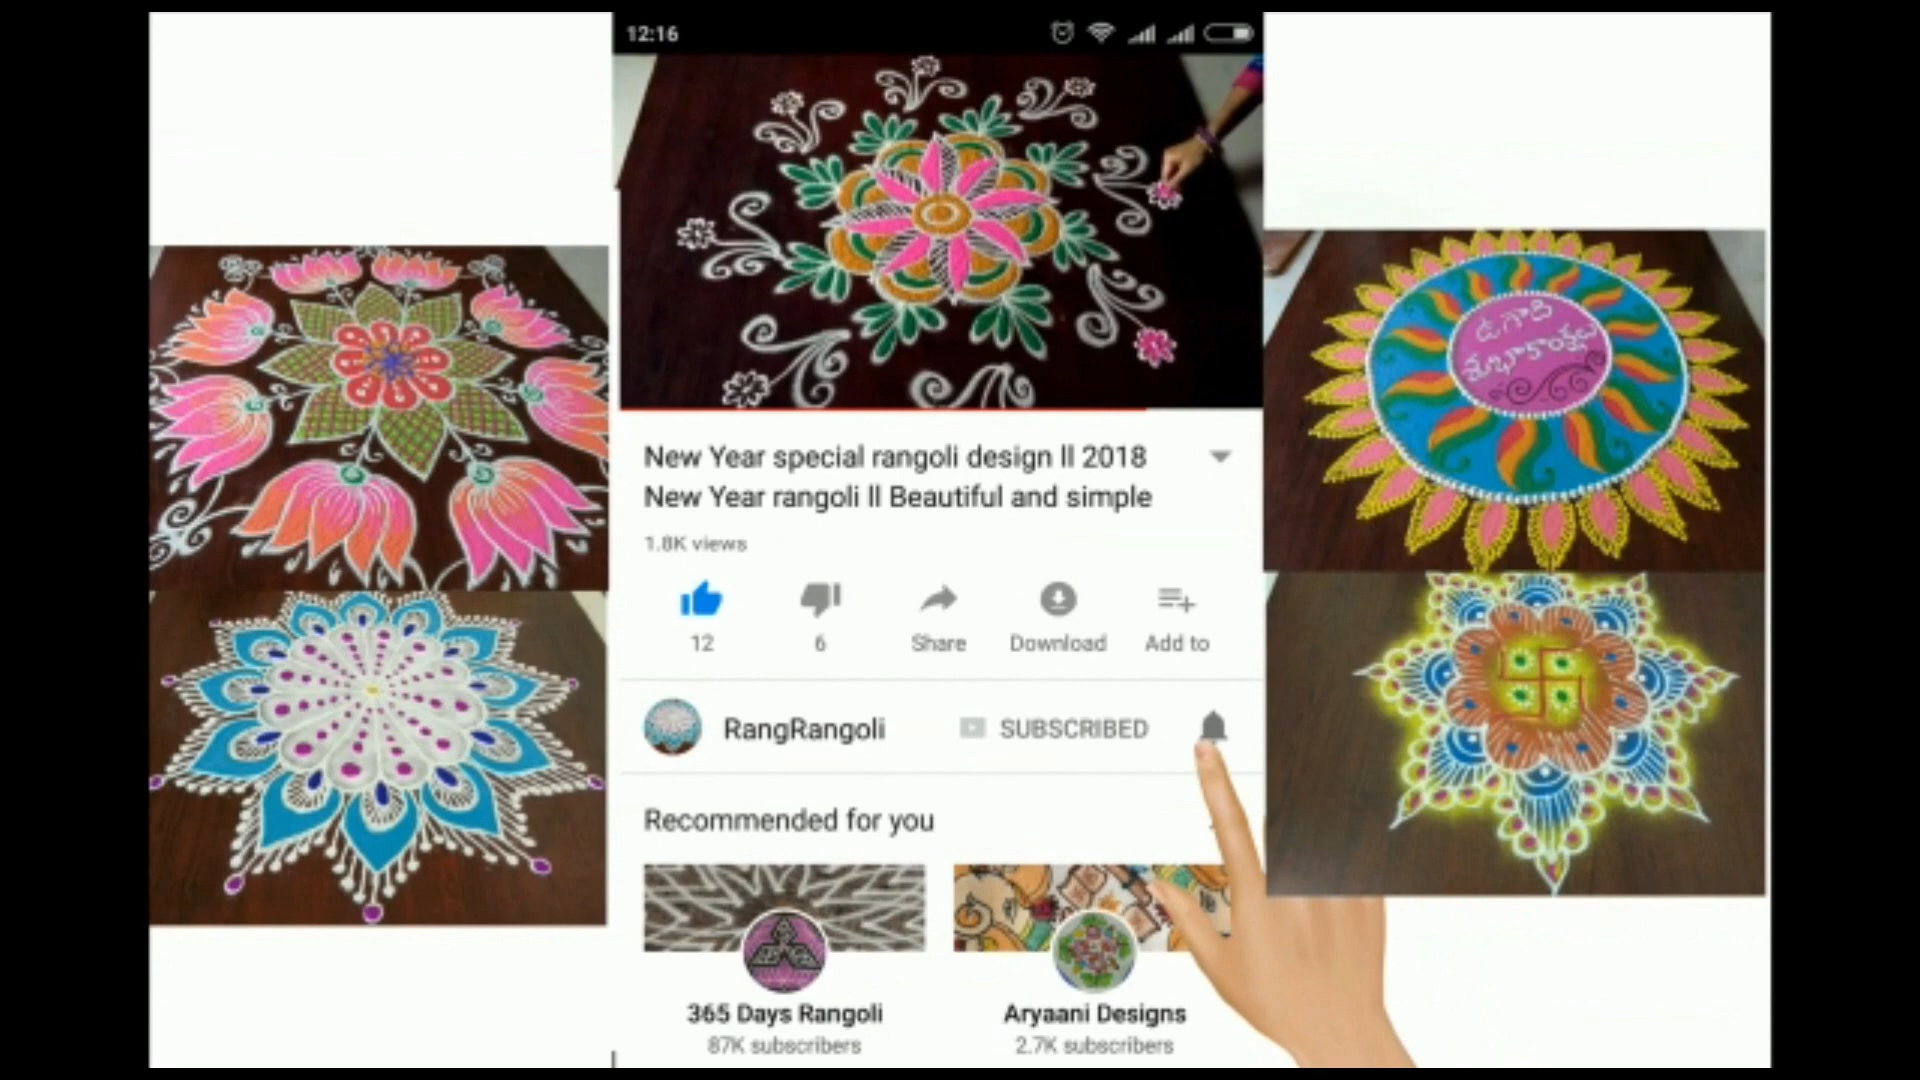 12:16
ఉగాది
శుభాకాంక్షలు
New Year special rangoli design ll 2018
New Year rangoli ll Beautiful and simple
1.8K views
12
6
Share
Download
Add to
RangRangoli
SUBSCRIBED
Recommended for you
365 Days Rangoli
87K subscribers
Aryaani Designs
2.7K subscribers